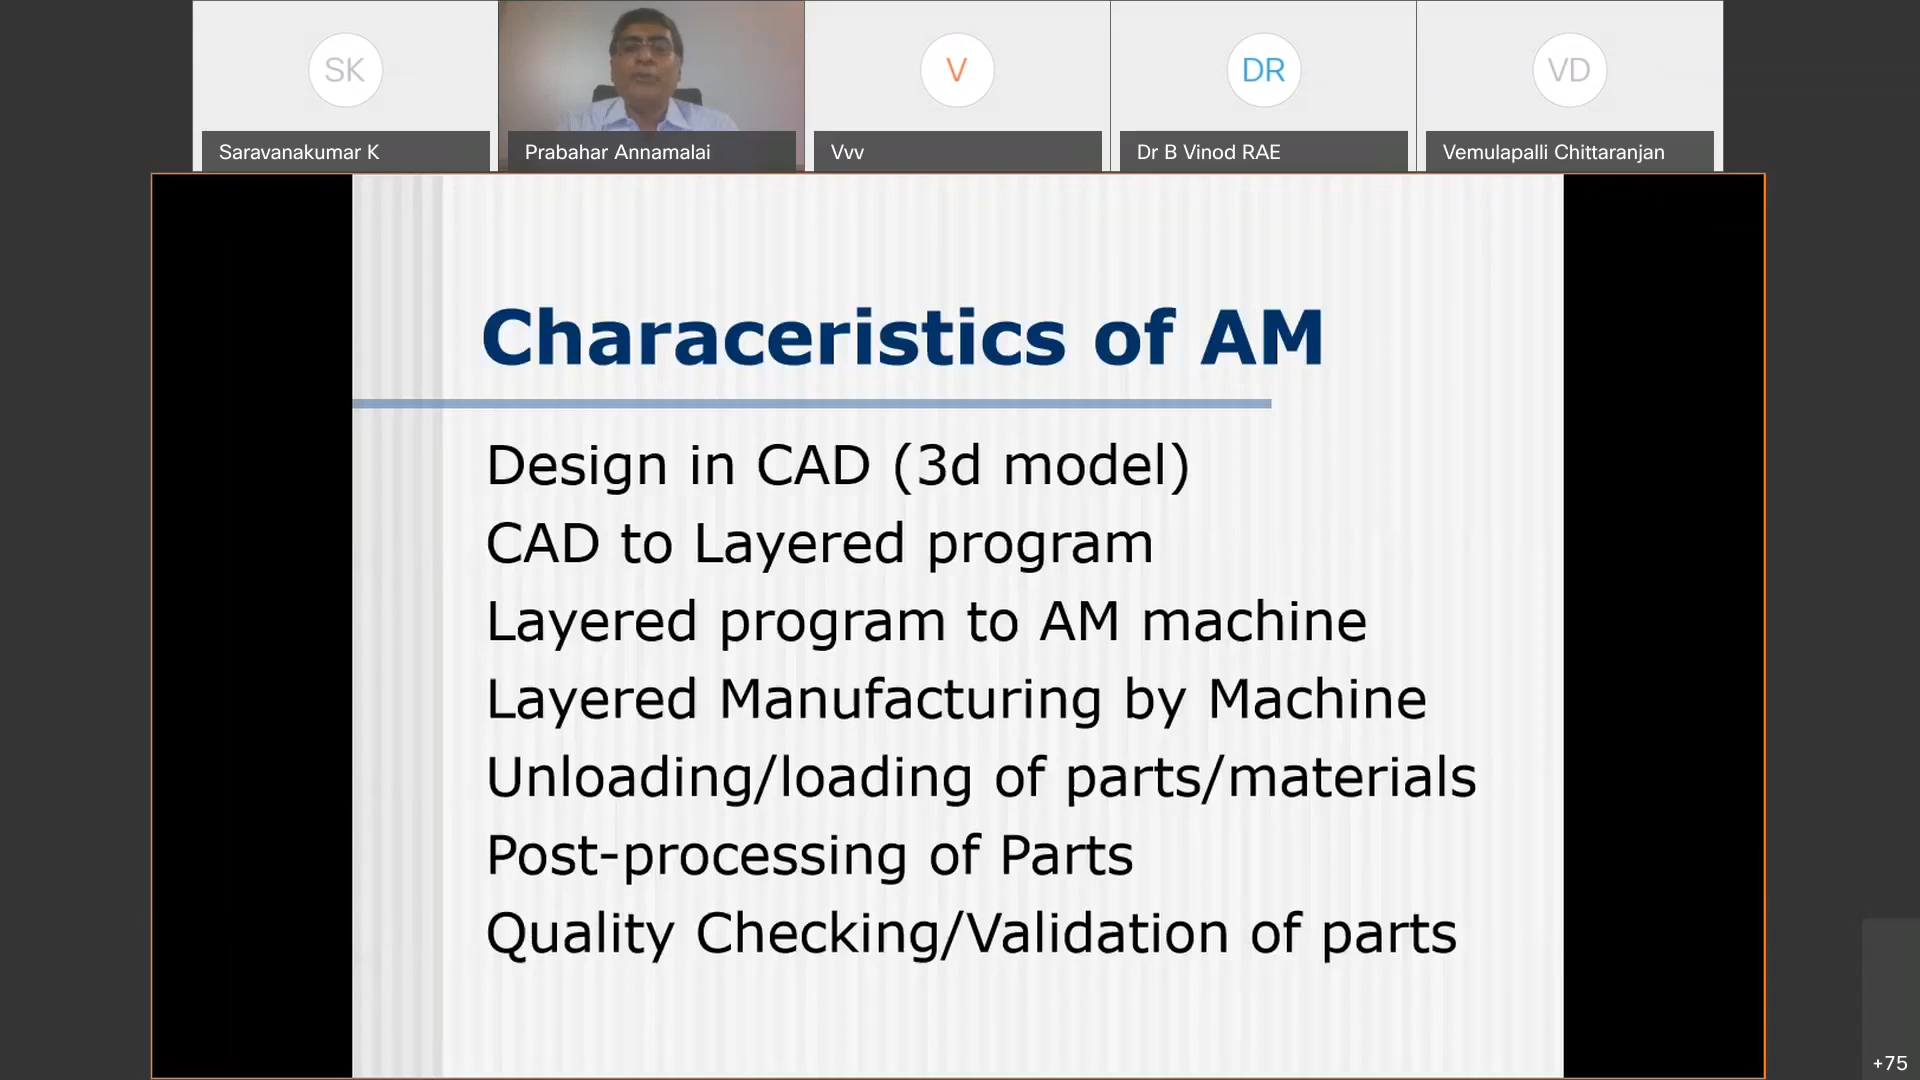 SK
V
DR
VD
Saravanakumar K
Prabahar Annamalai
Vvv
Dr B Vinod RAE
Vemulapalli Chittaranjan
Characeristics of AM
Design in CAD (3d model)
CAD to Layered program
Layered program to AM machine
Layered Manufacturing by Machine
Unloading/loading of parts/materials
Post-processing of Parts
Quality Checking/Validation of parts
+75